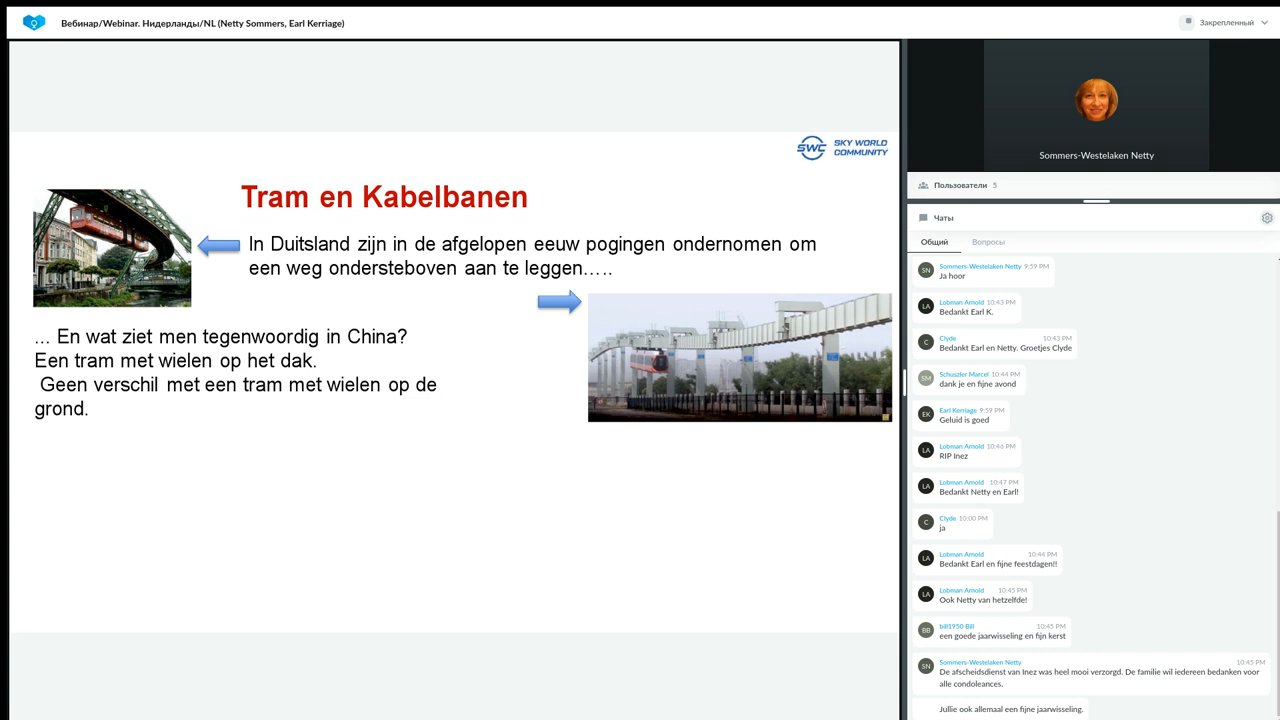 Вебинар/Webinar. Нидерланды/NL (Netty Sommers, Earl Kerriage)
Закрепленный
SWC SKY WORLD
COMMUNITY
Tram en Kabelbanen
In Duitsland zijn in de afgelopen eeuw pogingen ondernomen om
een weg ondersteboven aan te leggen…..
... En wat ziet men tegenwoordig in China?
Een tram met wielen op het dak.
Geen verschil met een tram met wielen op de
grond.
Sommers-Westelaken Netty
Пользователи 5
Чаты
Общий Вопросы
SN Sommers-Westelaken Netty 9:59 PM
Ja hoor
LA Lobman Arnold 10:43 PM
Bedankt Earl K.
C Clyde 10:43 PM
Bedankt Earl en Netty. Groetjes Clyde
SM Schuszler Marcel 10:44 PM
dank je en fijne avond
EK Earl Kerriage 9:59 PM
Geluid is goed
LA Lobman Arnold 10:46 PM
RIP Inez
LA Lobman Arnold 10:47 PM
Bedankt Netty en Earl!
C Clyde 10:00 PM
ja
LA Lobman Arnold 10:44 PM
Bedankt Earl en fijne feestdagen!!
LA Lobman Arnold 10:45 PM
Ook Netty van hetzelfde!
BB bill1950 Bill 10:45 PM
een goede jaarwisseling en fijn kerst
SN Sommers-Westelaken Netty 10:45 PM
De afscheidsdienst van Inez was heel mooi verzorgd. De familie wil iedereen bedanken voor
alle condoleances.
Jullie ook allemaal een fijne jaarwisseling.